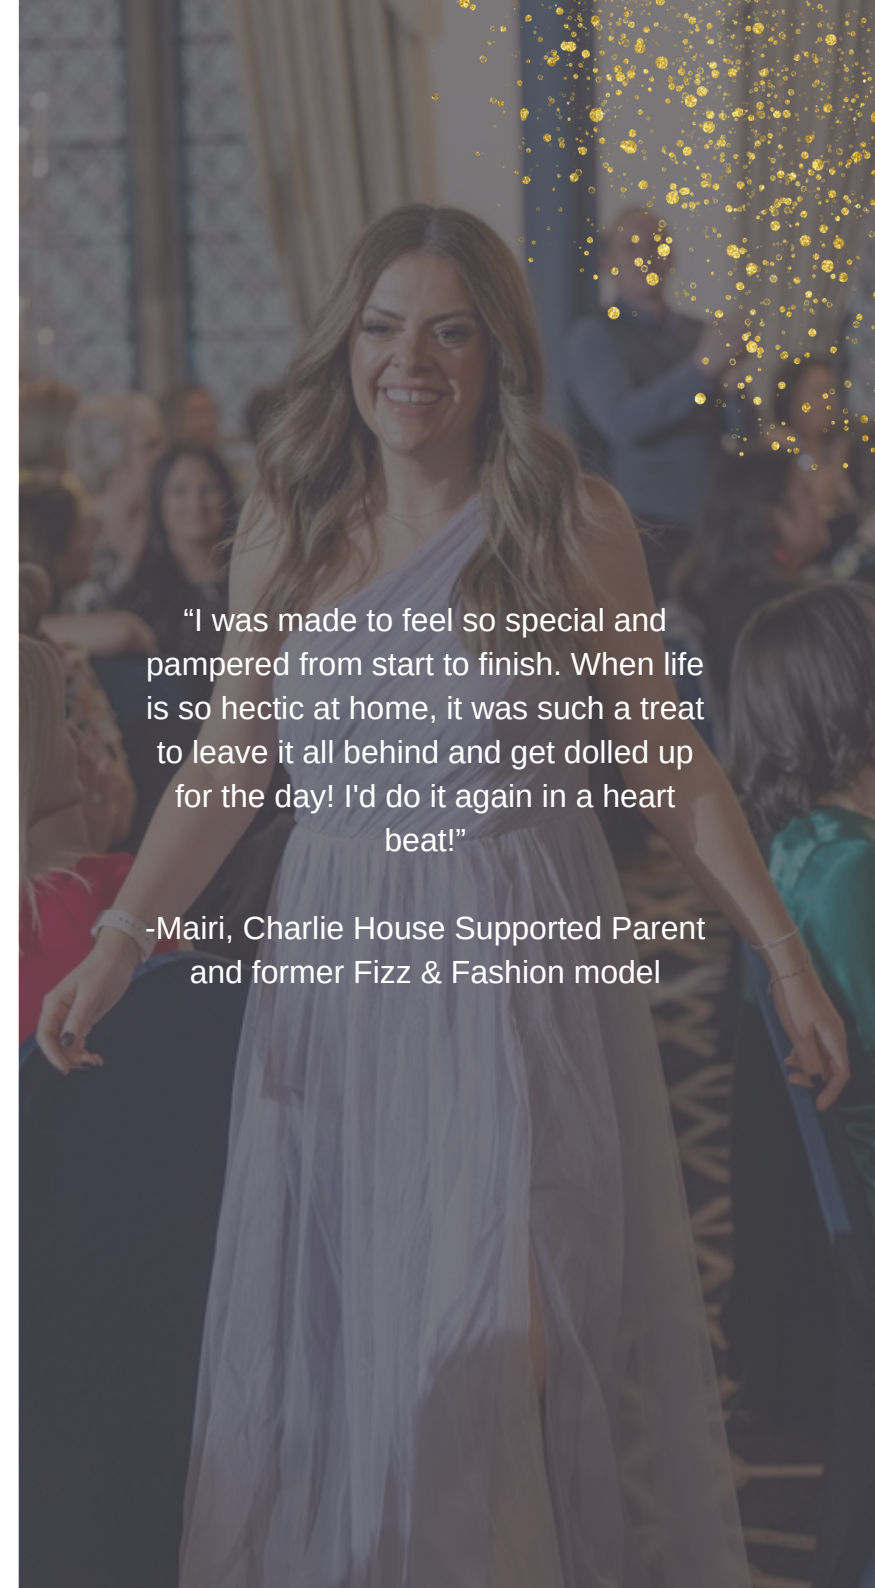 “I was made to feel so special and
pampered from start to finish. When life
is so hectic at home, it was such a treat
to leave it all behind and get dolled up
for the day! I'd do it again in a heart
beat!”
-Mairi, Charlie House Supported Parent
and former Fizz & Fashion model